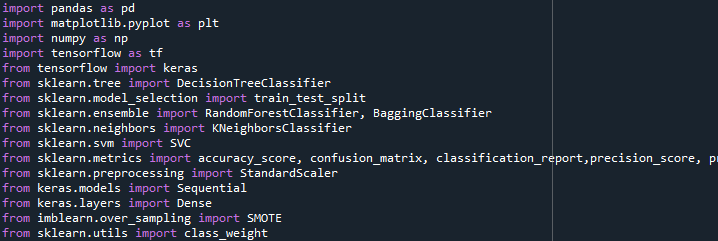 import pandas as pd
import matplotlib.pyplot as plt
import numpy as np
import tensorflow as tf
from tensorflow import keras
from sklearn.tree import DecisionTreeClassifier
from sklearn.model_selection import train_test_split
from sklearn.ensemble import RandomForestClassifier, BaggingClassifier
from sklearn.neighbors import KNeighborsClassifier
from sklearn.svm import SVC
from sklearn.metrics import accuracy_score, confusion_matrix, classification_report,precision_score,
from sklearn.preprocessing import StandardScaler
from keras.models import Sequential
from keras.layers import Dense
from imblearn.over_sampling import SMOTE
from sklearn.utils import class_weight